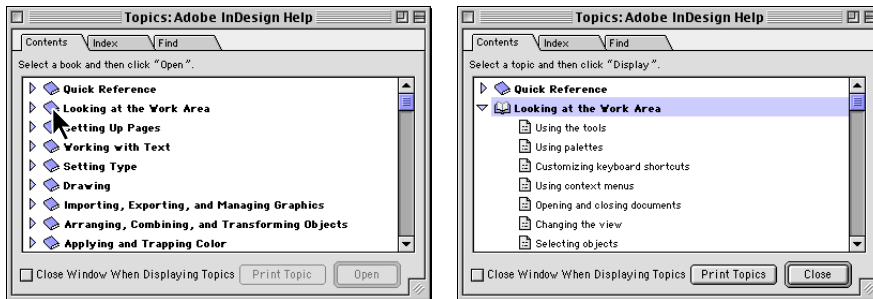 Topics: Adobe InDesign Help
Contents Index Find
Select a book and then click "Open".
Quick Reference
Looking at the Work Area
Setting Up Pages
Working with Text
Setting Type
Drawing
Importing, Exporting, and Managing Graphics
Arranging, Combining, and Transforming Objects
Applying and Trapping Color
Close Window When Displaying Topics Print Topic Open
Topics: Adobe InDesign Help
Contents Index Find
Select a topic and then click "Display".
Quick Reference
Looking at the Work Area
Using the tools
Using palettes
Customizing keyboard shortcuts
Using context menus
Opening and closing documents
Changing the view
Selecting objects
Close Window When Displaying Topics Print Topics Close